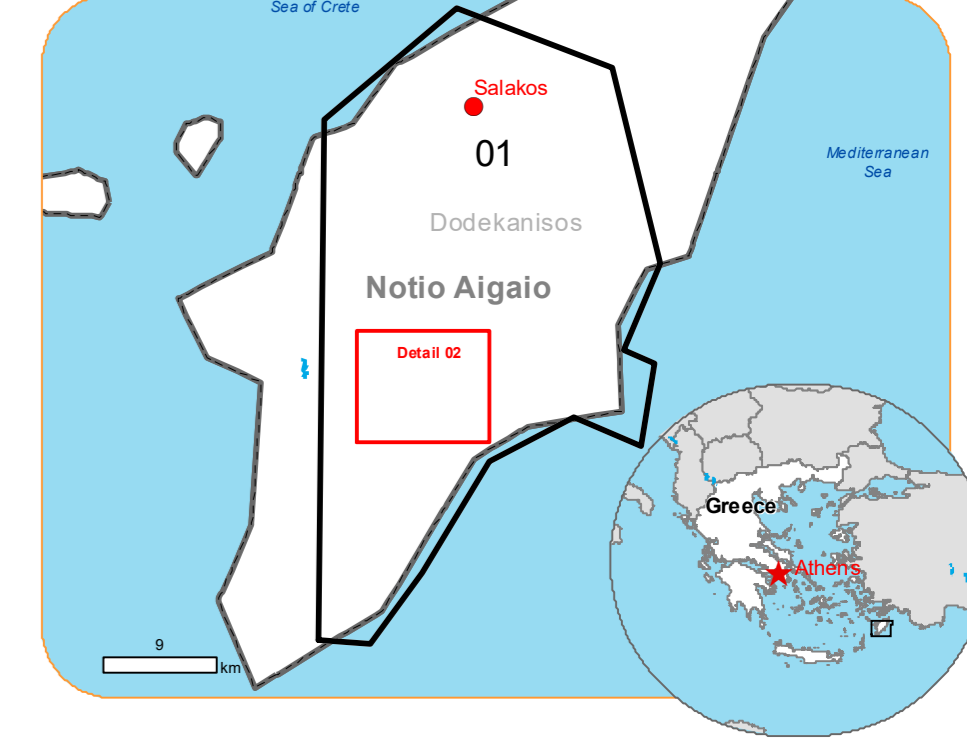 Sea of Crete
Salakos
01
Mediterranean
Sea
Dodekanisos
Notio Aigaio
Detail 02
Greece
Athens
9
km